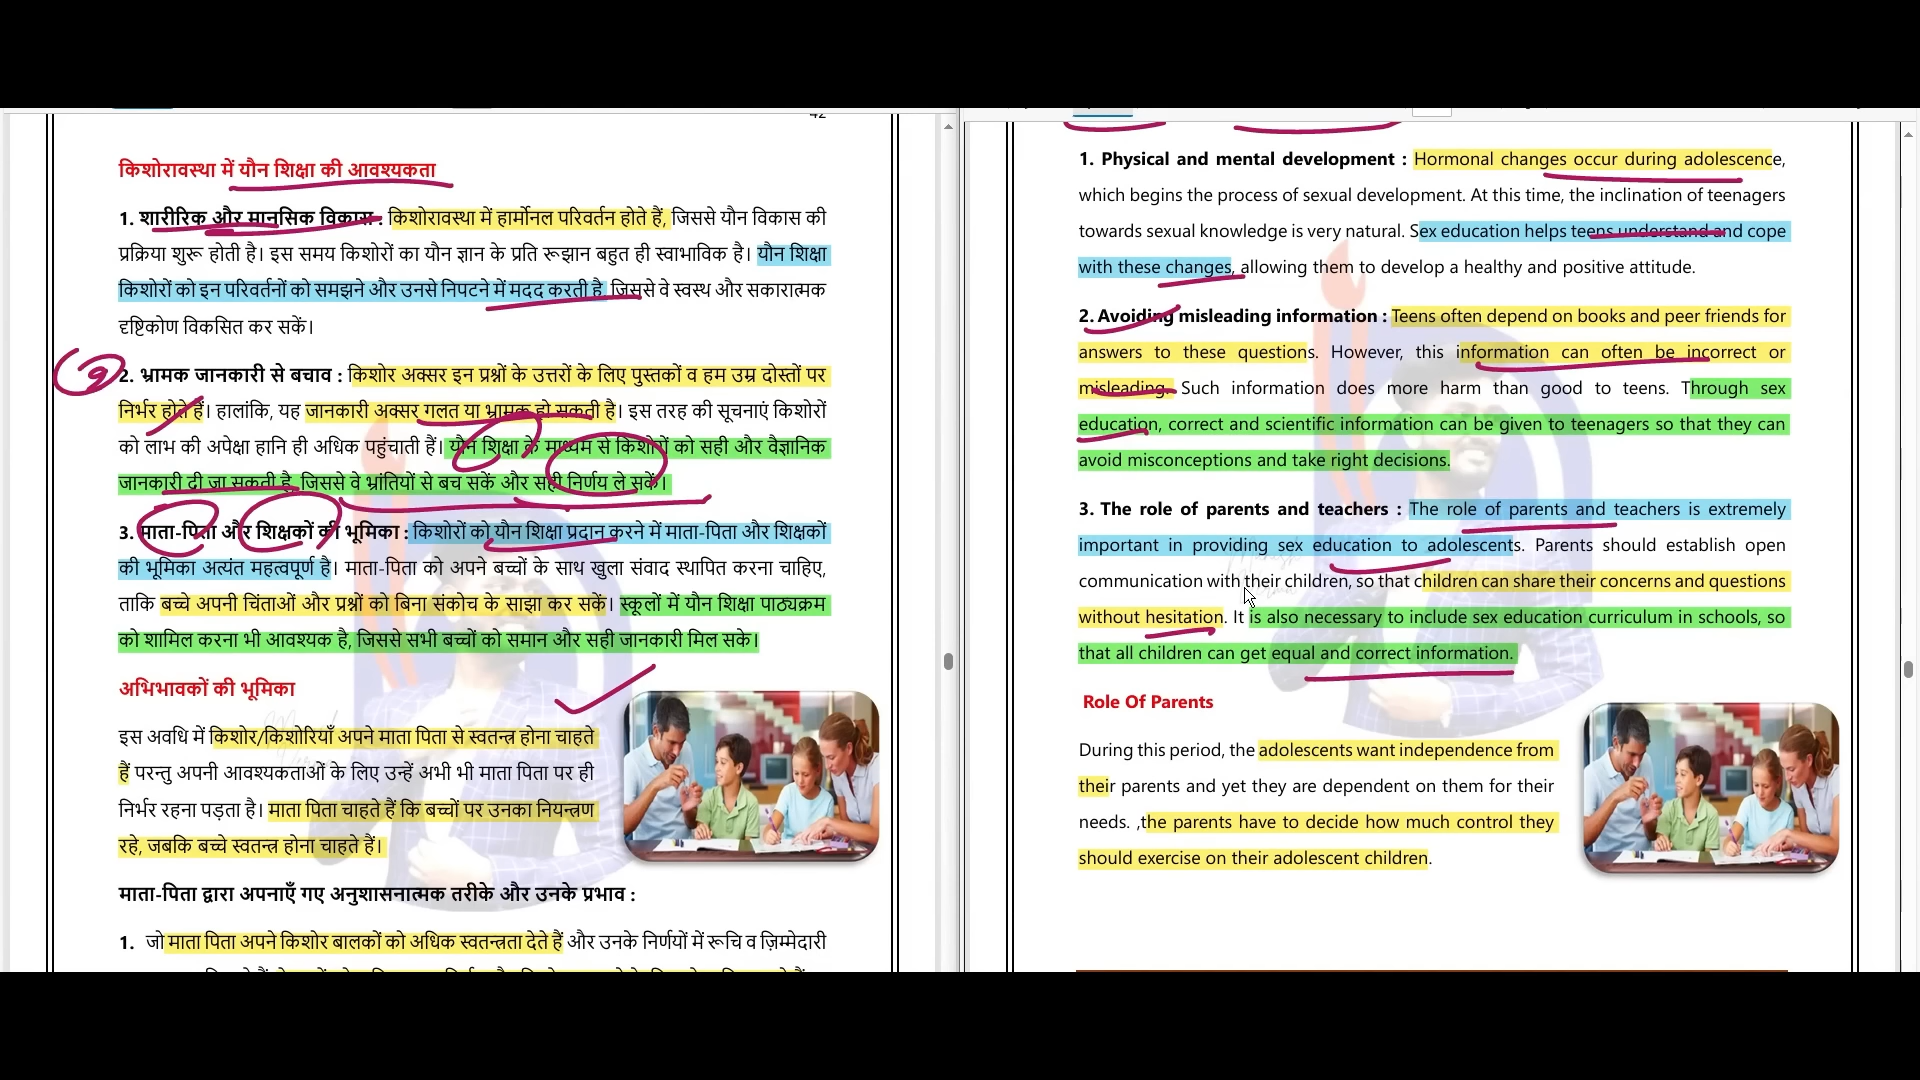 42
किशोरावस्था में यौन शिक्षा की आवश्यकता
1. शारीरिक और मानसिक विकास : किशोरावस्था में हार्मोनल परिवर्तन होते हैं, जिससे यौन विकास की
प्रक्रिया शुरू होती है। इस समय किशोरों का यौन ज्ञान के प्रति रूझान बहुत ही स्वाभाविक है। यौन शिक्षा
किशोरों को इन परिवर्तनों को समझने और उनसे निपटने में मदद करती है, जिससे वे स्वस्थ और सकारात्मक
दृष्टिकोण विकसित कर सकें।
2. भ्रामक जानकारी से बचाव : किशोर अक्सर इन प्रश्नों के उत्तरों के लिए पुस्तकों व हम उम्र दोस्तों पर
निर्भर होते हैं। हालांकि, यह जानकारी अक्सर गलत या भ्रामक हो सकती है। इस तरह की सूचनाएं किशोरों
को लाभ की अपेक्षा हानि ही अधिक पहुंचाती हैं। यौन शिक्षा के माध्यम से किशोरों को सही और वैज्ञानिक
जानकारी दी जा सकती है, जिससे वे भ्रांतियों से बच सकें और सही निर्णय ले सकें।
3. माता-पिता और शिक्षकों की भूमिका : किशोरों को यौन शिक्षा प्रदान करने में माता-पिता और शिक्षकों
की भूमिका अत्यंत महत्वपूर्ण है। माता-पिता को अपने बच्चों के साथ खुला संवाद स्थापित करना चाहिए,
ताकि बच्चे अपनी चिंताओं और प्रश्नों को बिना संकोच के साझा कर सकें। स्कूलों में यौन शिक्षा पाठ्यक्रम
को शामिल करना भी आवश्यक है, जिससे सभी बच्चों को समान और सही जानकारी मिल सके।
अभिभावकों की भूमिका
इस अवधि में किशोर/किशोरियाँ अपने माता पिता से स्वतन्त्र होना चाहते
हैं परन्तु अपनी आवश्यकताओं के लिए उन्हें अभी भी माता पिता पर ही
निर्भर रहना पड़ता है। माता पिता चाहते हैं कि बच्चों पर उनका नियन्त्रण
रहे, जबकि बच्चे स्वतन्त्र होना चाहते हैं।
माता-पिता द्वारा अपनाएँ गए अनुशासनात्मक तरीके और उनके प्रभाव :
1. जो माता पिता अपने किशोर बालकों को अधिक स्वतन्त्रता देते हैं और उनके निर्णयों में रूचि व ज़िम्मेदारी
1. Physical and mental development : Hormonal changes occur during adolescence,
which begins the process of sexual development. At this time, the inclination of teenagers
towards sexual knowledge is very natural. Sex education helps teens understand and cope
with these changes, allowing them to develop a healthy and positive attitude.
2. Avoiding misleading information : Teens often depend on books and peer friends for
answers to these questions. However, this information can often be incorrect or
misleading. Such information does more harm than good to teens. Through sex
education, correct and scientific information can be given to teenagers so that they can
avoid misconceptions and take right decisions.
3. The role of parents and teachers : The role of parents and teachers is extremely
important in providing sex education to adolescents. Parents should establish open
communication with their children, so that children can share their concerns and questions
without hesitation. It is also necessary to include sex education curriculum in schools, so
that all children can get equal and correct information.
Role Of Parents
During this period, the adolescents want independence from
their parents and yet they are dependent on them for their
needs. ,the parents have to decide how much control they
should exercise on their adolescent children.